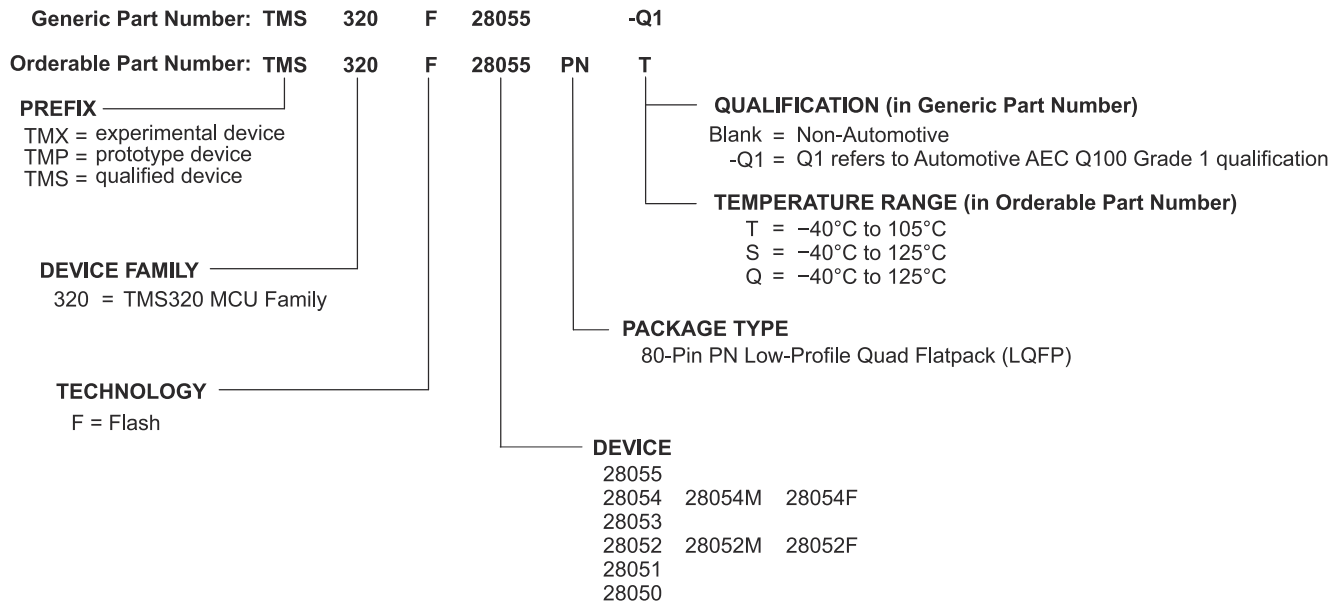 Generic Part Number: TMS 320 F 28055 -Q1
Orderable Part Number: TMS 320 F 28055 PN T
PREFIX
TMX = experimental device
TMP = prototype device
TMS = qualified device
QUALIFICATION (in Generic Part Number)
Blank = Non-Automotive
-Q1 = Q1 refers to Automotive AEC Q100 Grade 1 qualification
TEMPERATURE RANGE (in Orderable Part Number)
T = −40°C to 105°C
S = −40°C to 125°C
Q = −40°C to 125°C
DEVICE FAMILY
320 = TMS320 MCU Family
PACKAGE TYPE
80-Pin PN Low-Profile Quad Flatpack (LQFP)
TECHNOLOGY
F = Flash
DEVICE
28055
28054 28054M 28054F
28053
28052 28052M 28052F
28051
28050